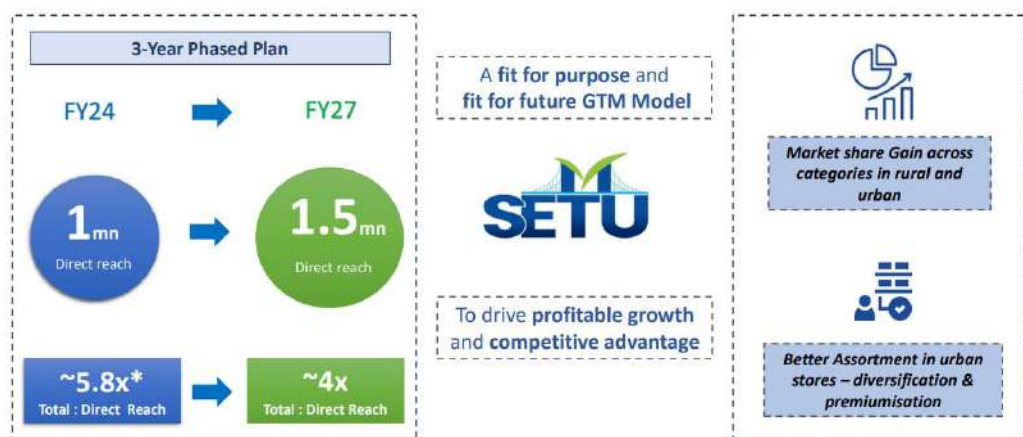 3-Year Phased Plan
FY24
FY27
1mn
Direct reach
1.5mn
Direct reach
~5.8x*
Total : Direct Reach
~4x
Total : Direct Reach
A fit for purpose and
fit for future GTM Model
SETU
To drive profitable growth
and competitive advantage
Market share Gain across
categories in rural and
urban
Better Assortment in urban
stores – diversification &
premiumisation